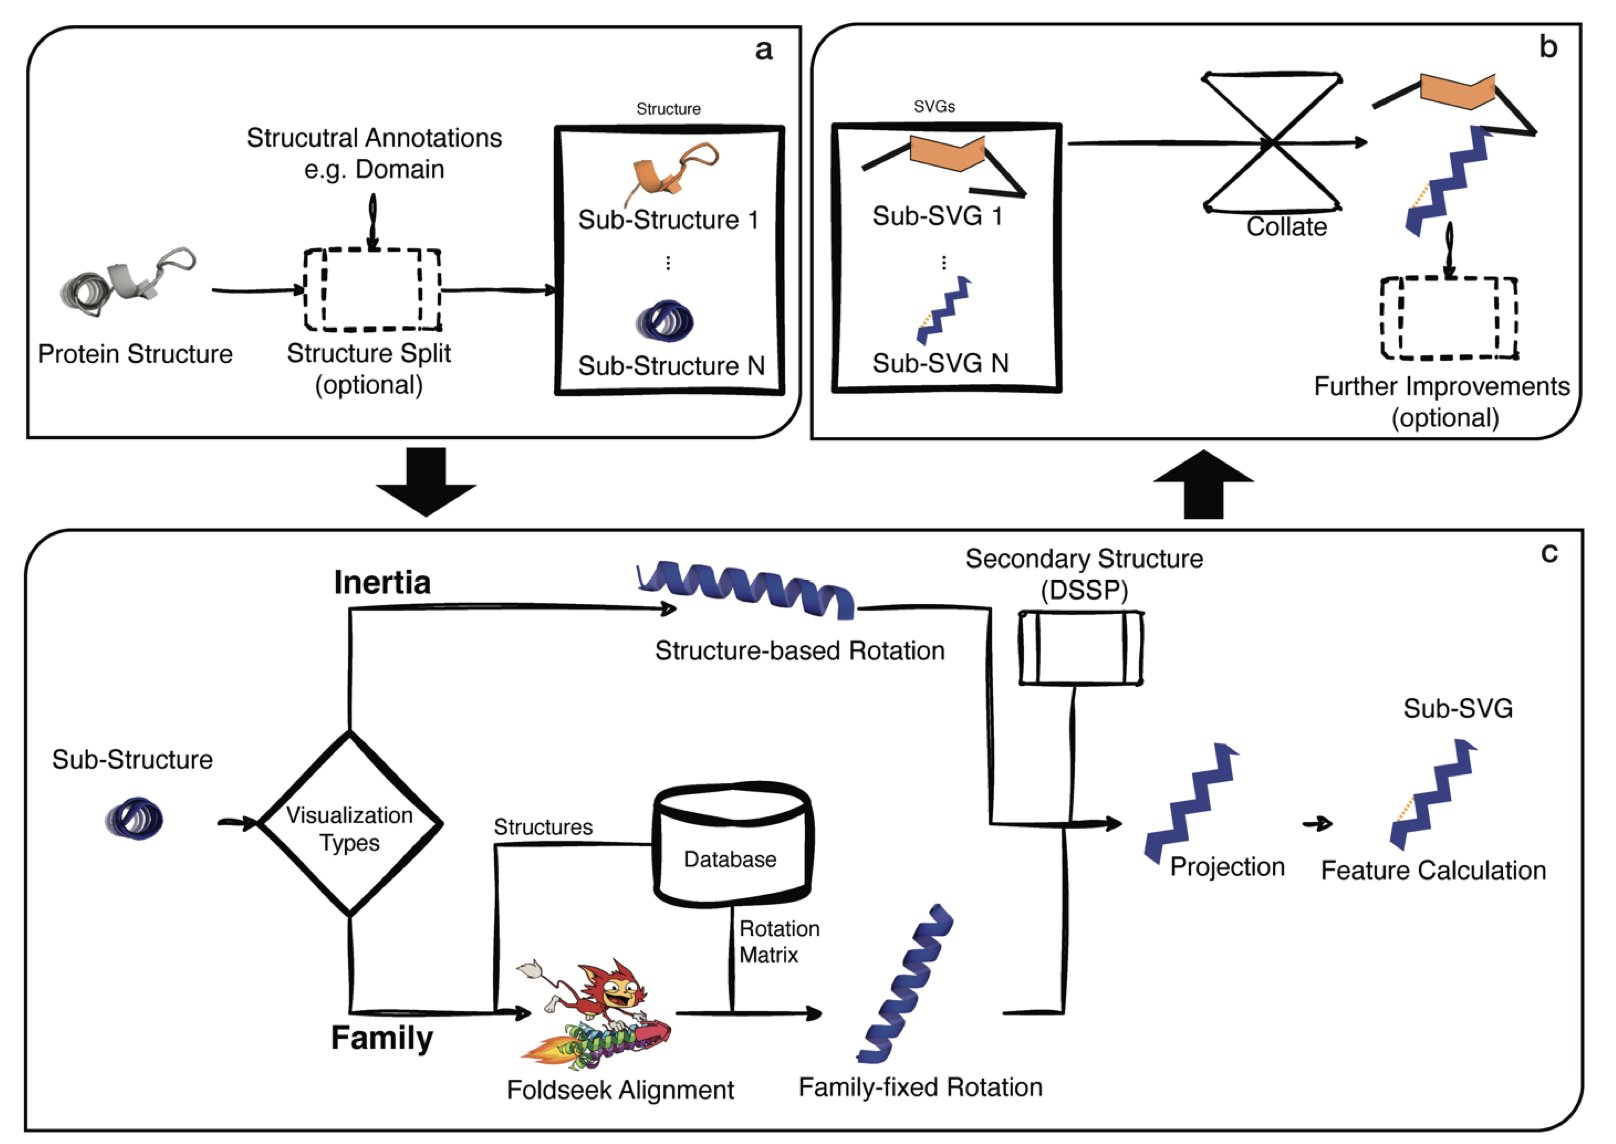 a
Strucutral Annotations
e.g. Domain
Protein Structure
Structure Split
(optional)
Structure
Sub-Structure 1
...
Sub-Structure N
b
SVGs
Sub-SVG 1
...
Sub-SVG N
Collate
Further Improvements
(optional)
c
Inertia
Structure-based Rotation
Secondary Structure
(DSSP)
Sub-Structure
Visualization
Types
Structures
Database
Rotation
Matrix
Family
Foldseek Alignment
Family-fixed Rotation
Projection
Sub-SVG
Feature Calculation